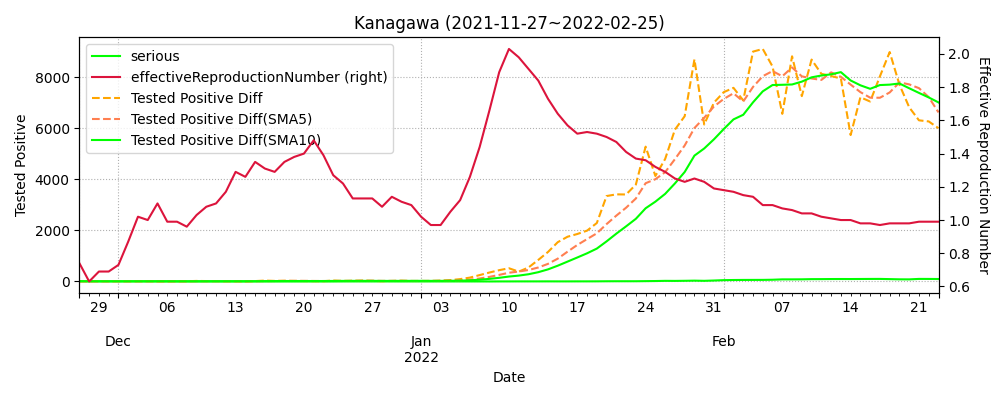 Kanagawa (2021-11-27~2022-02-25)
serious
effectiveReproductionNumber (right)
Tested Positive Diff
Tested Positive Diff(SMA5)
Tested Positive Diff(SMA10)
Tested Positive
8000
6000
4000
2000
0
Effective Reproduction Number
2.0
1.8
1.6
1.4
1.2
1.0
0.8
0.6
29 06 13 20 27 03 10 17 24 31 07 14 21
Dec Jan Feb
2022
Date